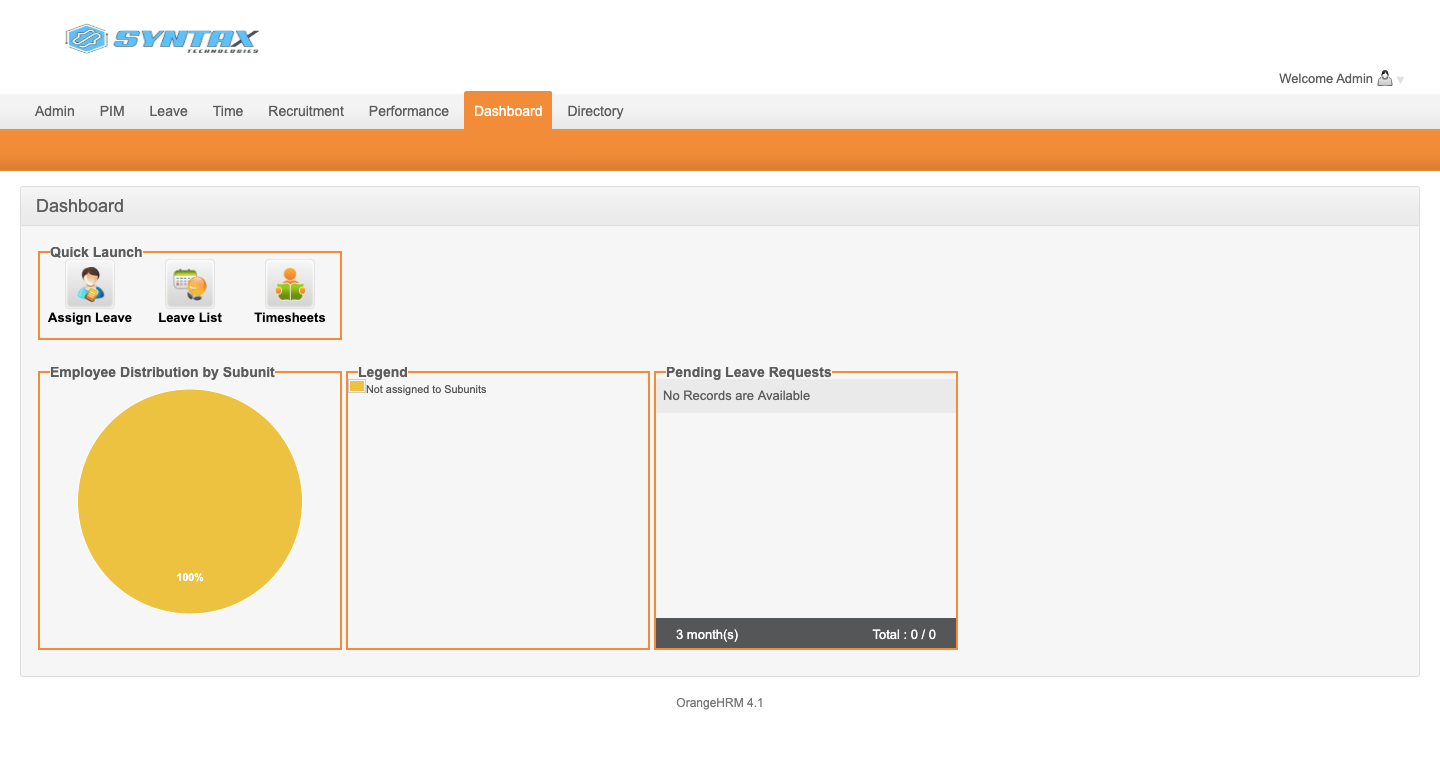 SYNTAX
TECHNOLOGIES
Welcome Admin
Admin PIM Leave Time Recruitment Performance Dashboard Directory
Dashboard
Quick Launch
Assign Leave Leave List Timesheets
Employee Distribution by Subunit
100%
Legend
Not assigned to Subunits
Pending Leave Requests
No Records are Available
3 month(s) Total : 0 / 0
OrangeHRM 4.1